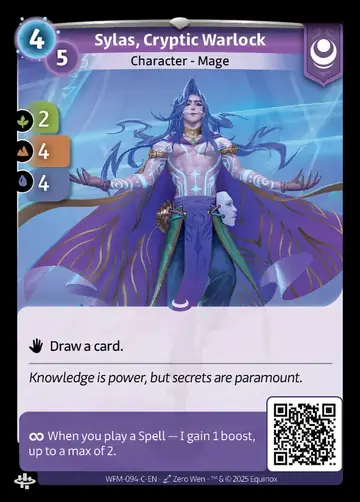 4
5
Sylas, Cryptic Warlock
Character - Mage
2
4
4
Draw a card.
Knowledge is power, but secrets are paramount.
∞ When you play a Spell — I gain 1 boost,
up to a max of 2.
WFM-094-C-EN - Zero Wen - ™ & © 2025 Equinox